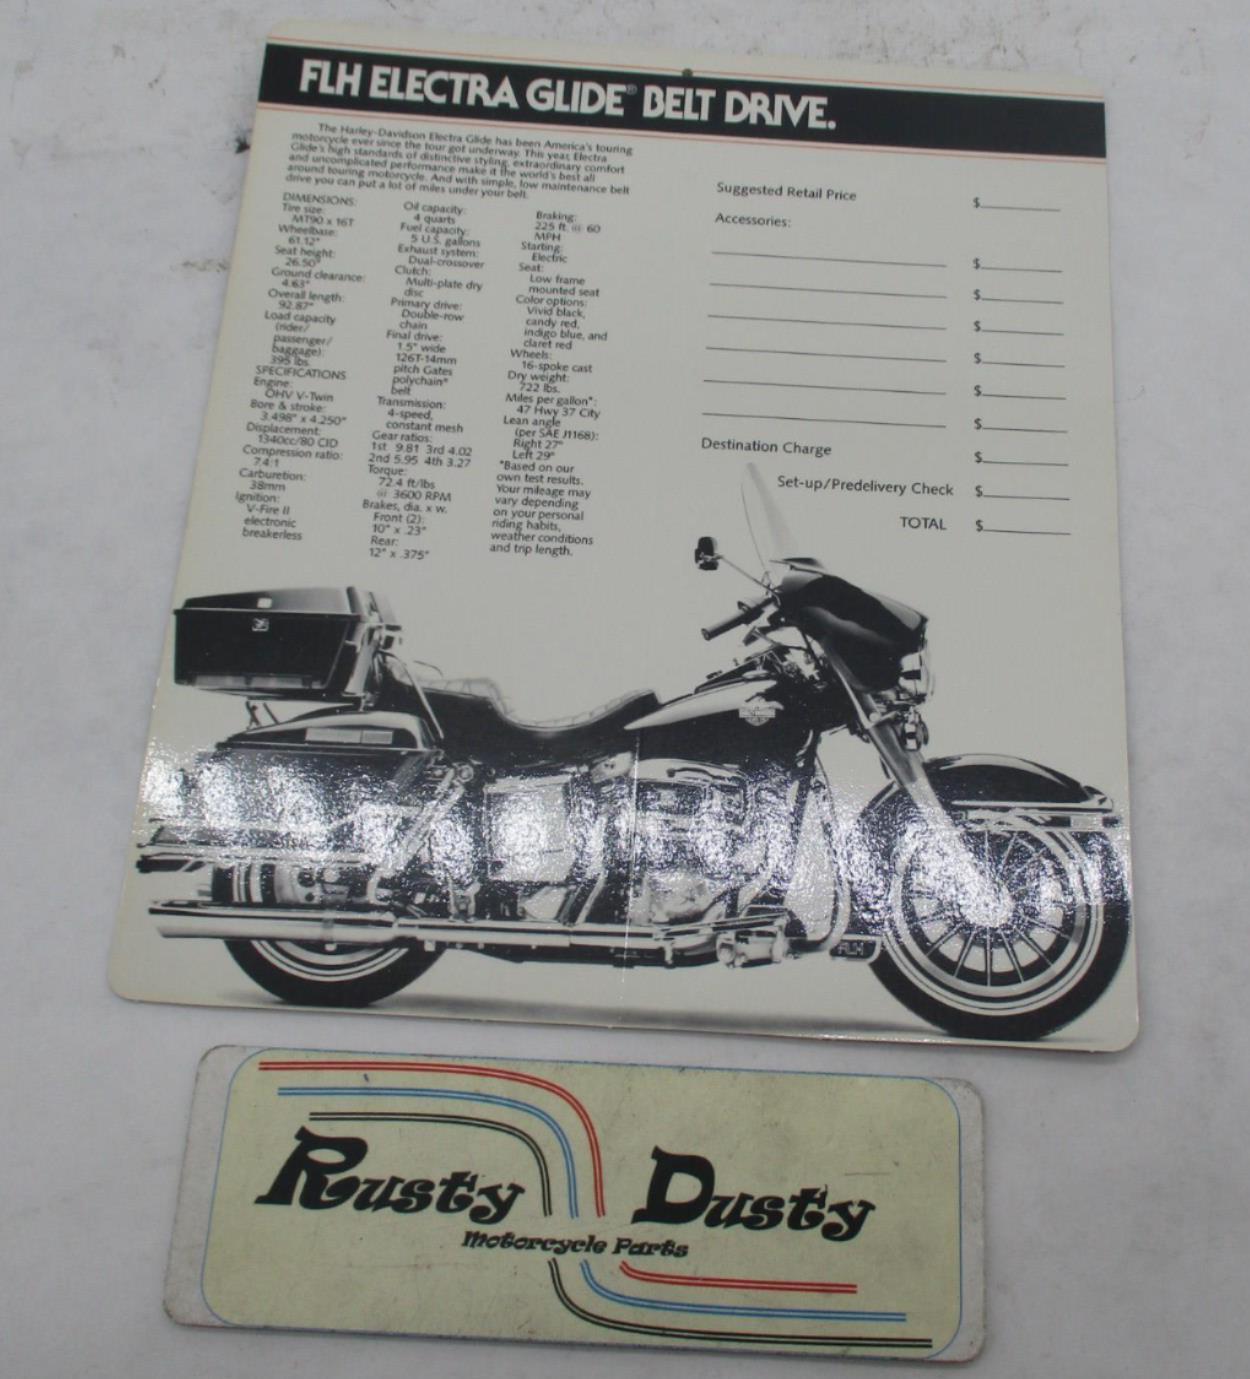 FLH ELECTRA GLIDE® BELT DRIVE.
The Harley-Davidson Electra Glide has been America's touring
motorcycle ever since the tour got underway. This year, Electra
Glide's high standards of distinctive styling, extraordinary comfort
and uncomplicated performance make it the world's best all
around touring motorcycle. And with simple, low maintenance belt
drive you can put a lot of miles under your belt.
DIMENSIONS:
Tire size:
MT90 x 16T
Wheelbase:
61.12"
Seat height:
26.50"
Ground clearance:
4.63"
Overall length:
92.87"
Load capacity
(rider/
passenger/
baggage):
395 lbs.
SPECIFICATIONS
Engine:
OHV V-Twin
Bore & stroke:
3.498" x 4.250"
Displacement:
1340cc/80 CID
Compression ratio:
7.4:1
Carburetion:
38mm
Ignition:
V-Fire II
electronic
breakerless
Oil capacity:
4 quarts
Fuel capacity:
5 U.S. gallons
Exhaust system:
Dual-crossover
Clutch:
Multi-plate dry
disc
Primary drive:
Double-row
chain
Final drive:
1.5" wide
126T-14mm
pitch Gates
polychain®
belt
Transmission:
4-speed,
constant mesh
Gear ratios:
1st 9.81 3rd 4.02
2nd 5.95 4th 3.27
Torque:
72.4 ft/lbs
@ 3600 RPM
Brakes, dia. x w.
Front (2):
10" x .23"
Rear:
12" x .375"
Braking:
225 ft. @ 60
MPH
Starting:
Electric
Seat:
Low frame
mounted seat
Color options:
Vivid black,
candy red,
indigo blue, and
claret red
Wheels:
16-spoke cast
Dry weight:
722 lbs.
Miles per gallon*:
47 Hwy 37 City
Lean angle
(per SAE J1168):
Right 27°
Left 29°
*Based on our
own test results.
Your mileage may
vary depending
on your personal
riding habits,
weather conditions
and trip length.
Suggested Retail Price $
Accessories:
$
$
$
$
$
$
Destination Charge $
Set-up/Predelivery Check $
TOTAL $
FLH
Rusty Dusty
Motorcycle Parts